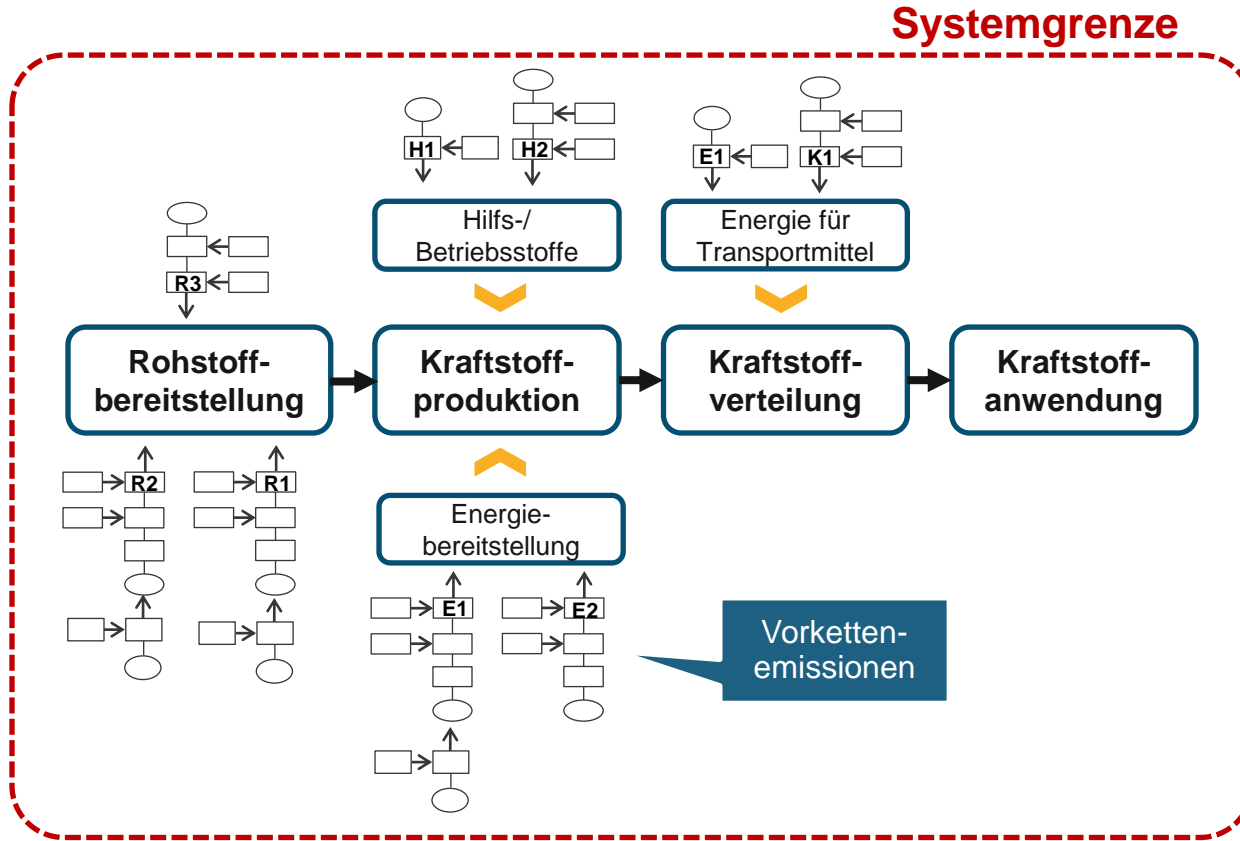 Systemgrenze
H1
H2
E1
K1
Hilfs-/
Betriebsstoffe
Energie für
Transportmittel
R3
Rohstoff-
bereitstellung
Kraftstoff-
produktion
Kraftstoff-
verteilung
Kraftstoff-
anwendung
R2
R1
Energie-
bereitstellung
E1
E2
Vorketten-
emissionen